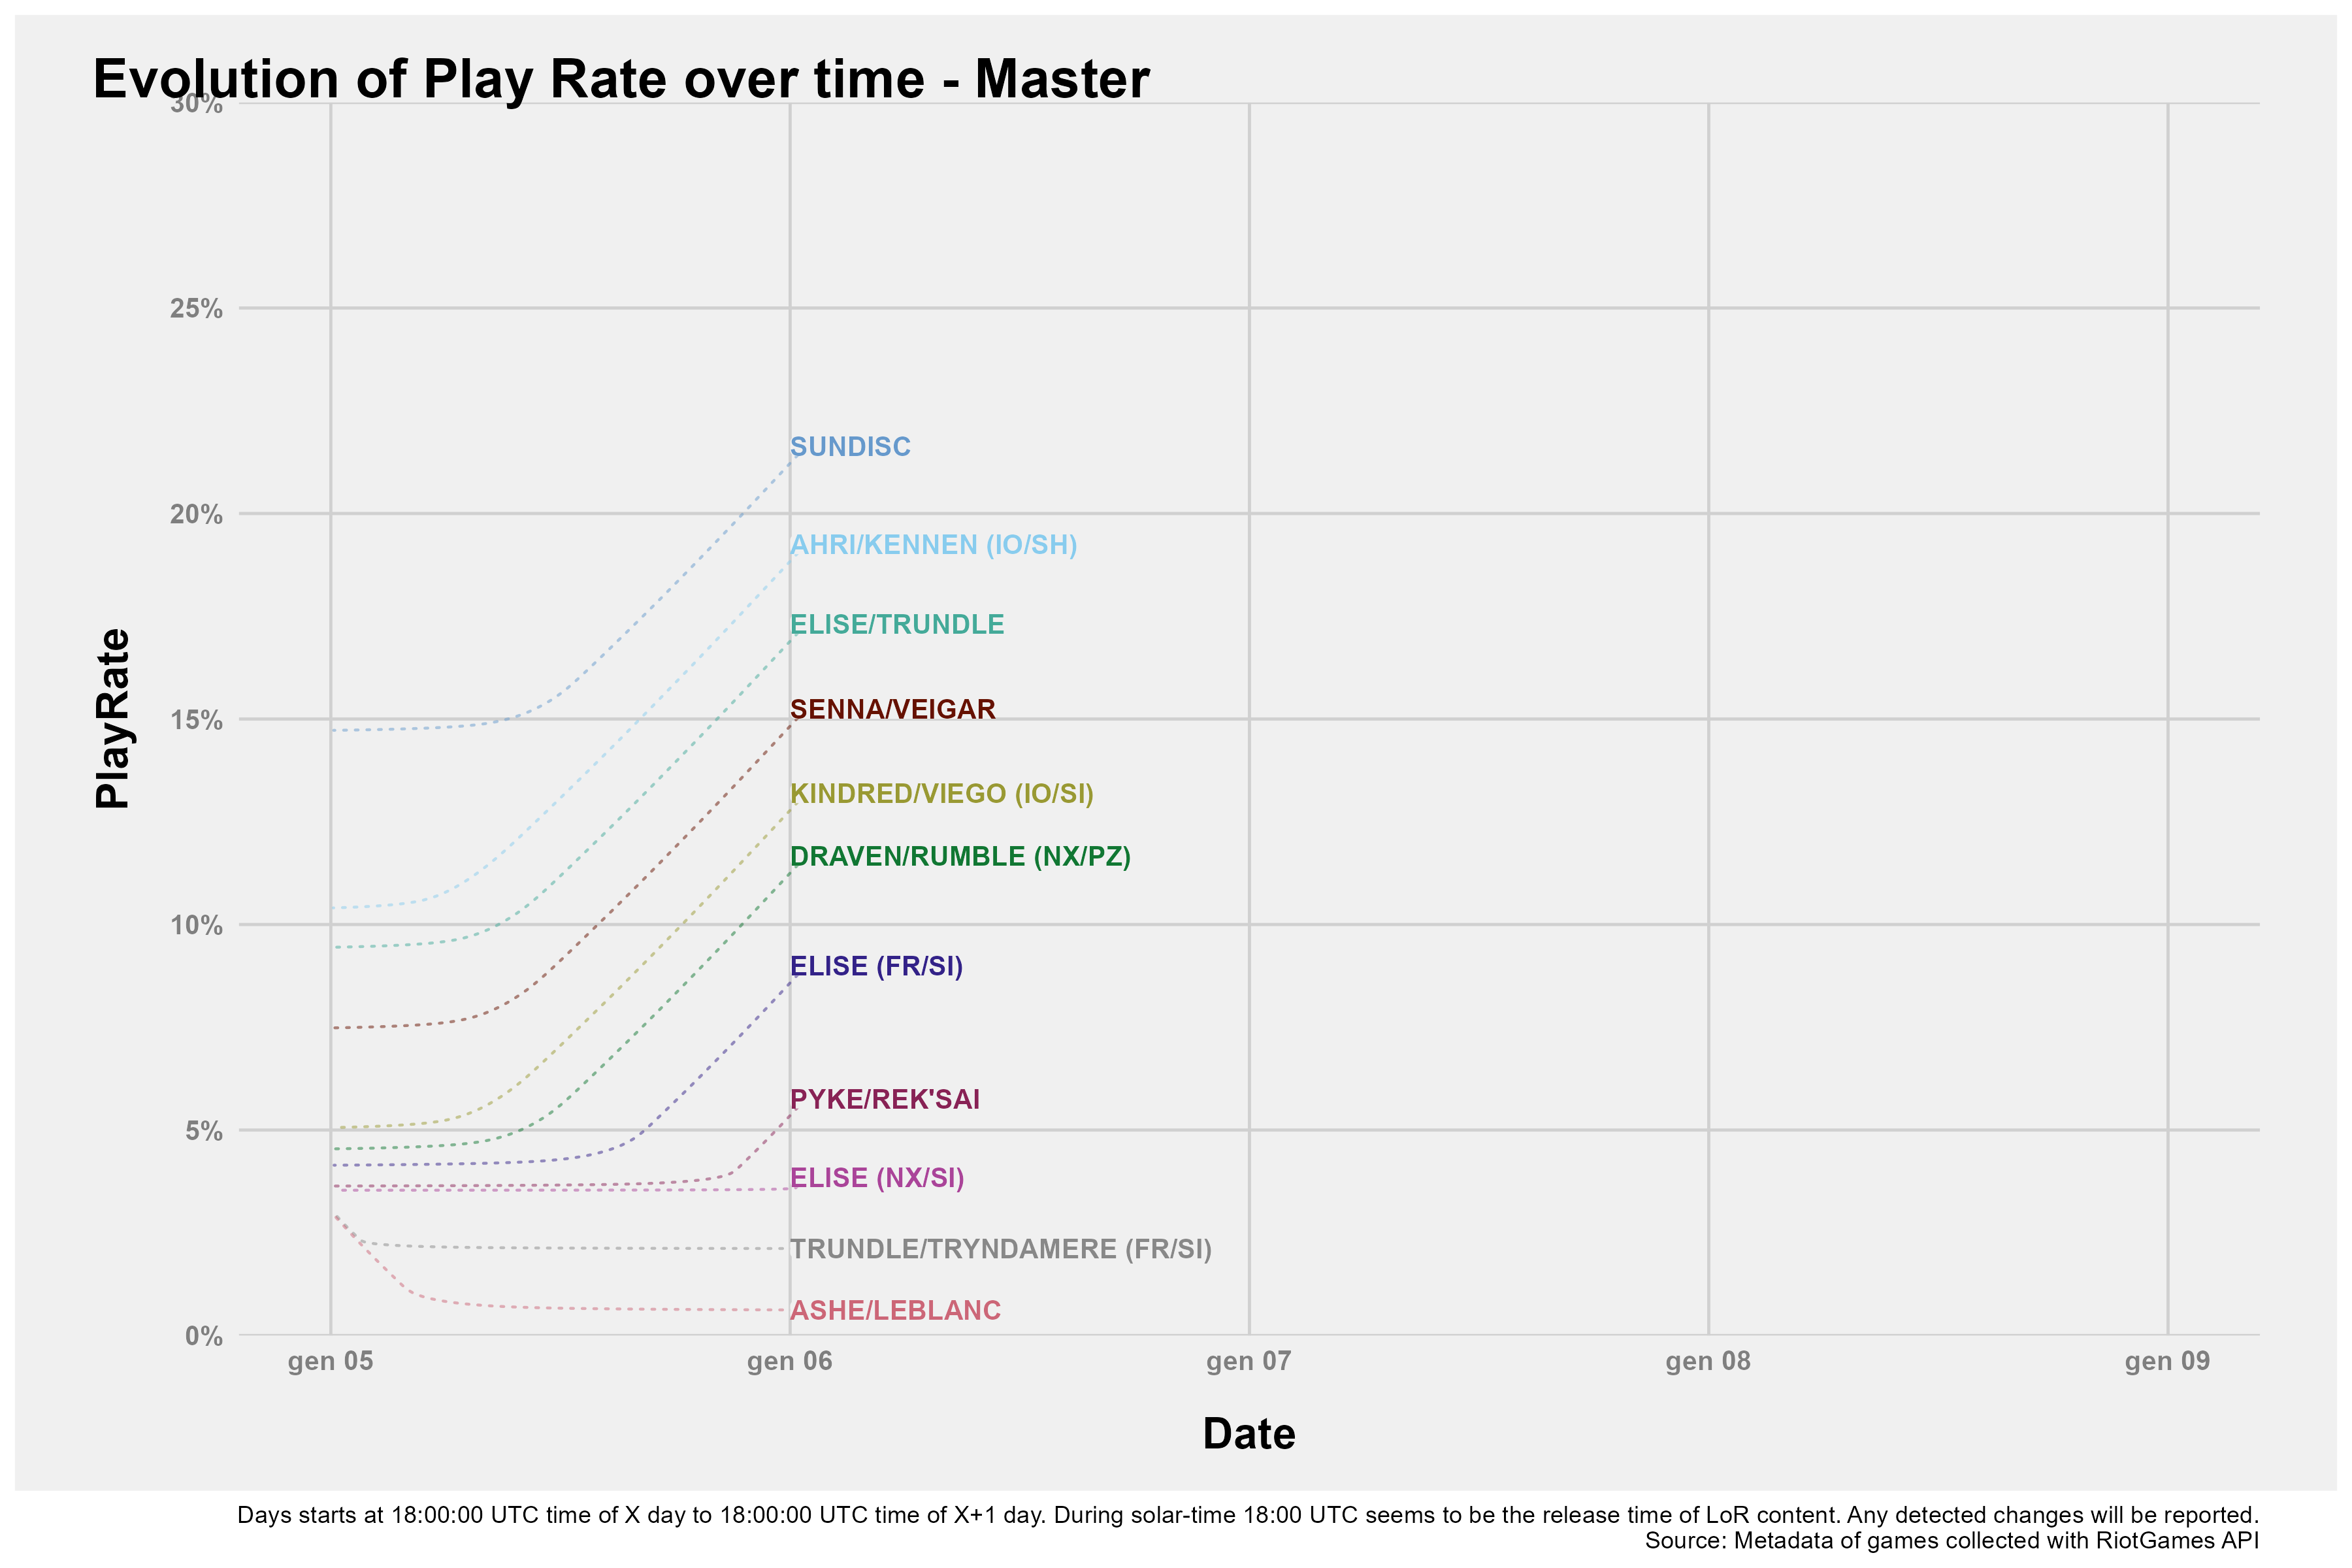 Evolution of Play Rate over time - Master
30%
25%
20%
15%
10%
5%
0%
PlayRate
SUNDISC
AHRI/KENNEN (IO/SH)
ELISE/TRUNDLE
SENNA/VEIGAR
KINDRED/VIEGO (IO/SI)
DRAVEN/RUMBLE (NX/PZ)
ELISE (FR/SI)
PYKE/REK'SAI
ELISE (NX/SI)
TRUNDLE/TRYNDAMERE (FR/SI)
ASHE/LEBLANC
gen 05
gen 06
gen 07
gen 08
gen 09
Date
Days starts at 18:00:00 UTC time of X day to 18:00:00 UTC time of X+1 day. During solar-time 18:00 UTC seems to be the release time of LoR content. Any detected changes will be reported.
Source: Metadata of games collected with RiotGames API